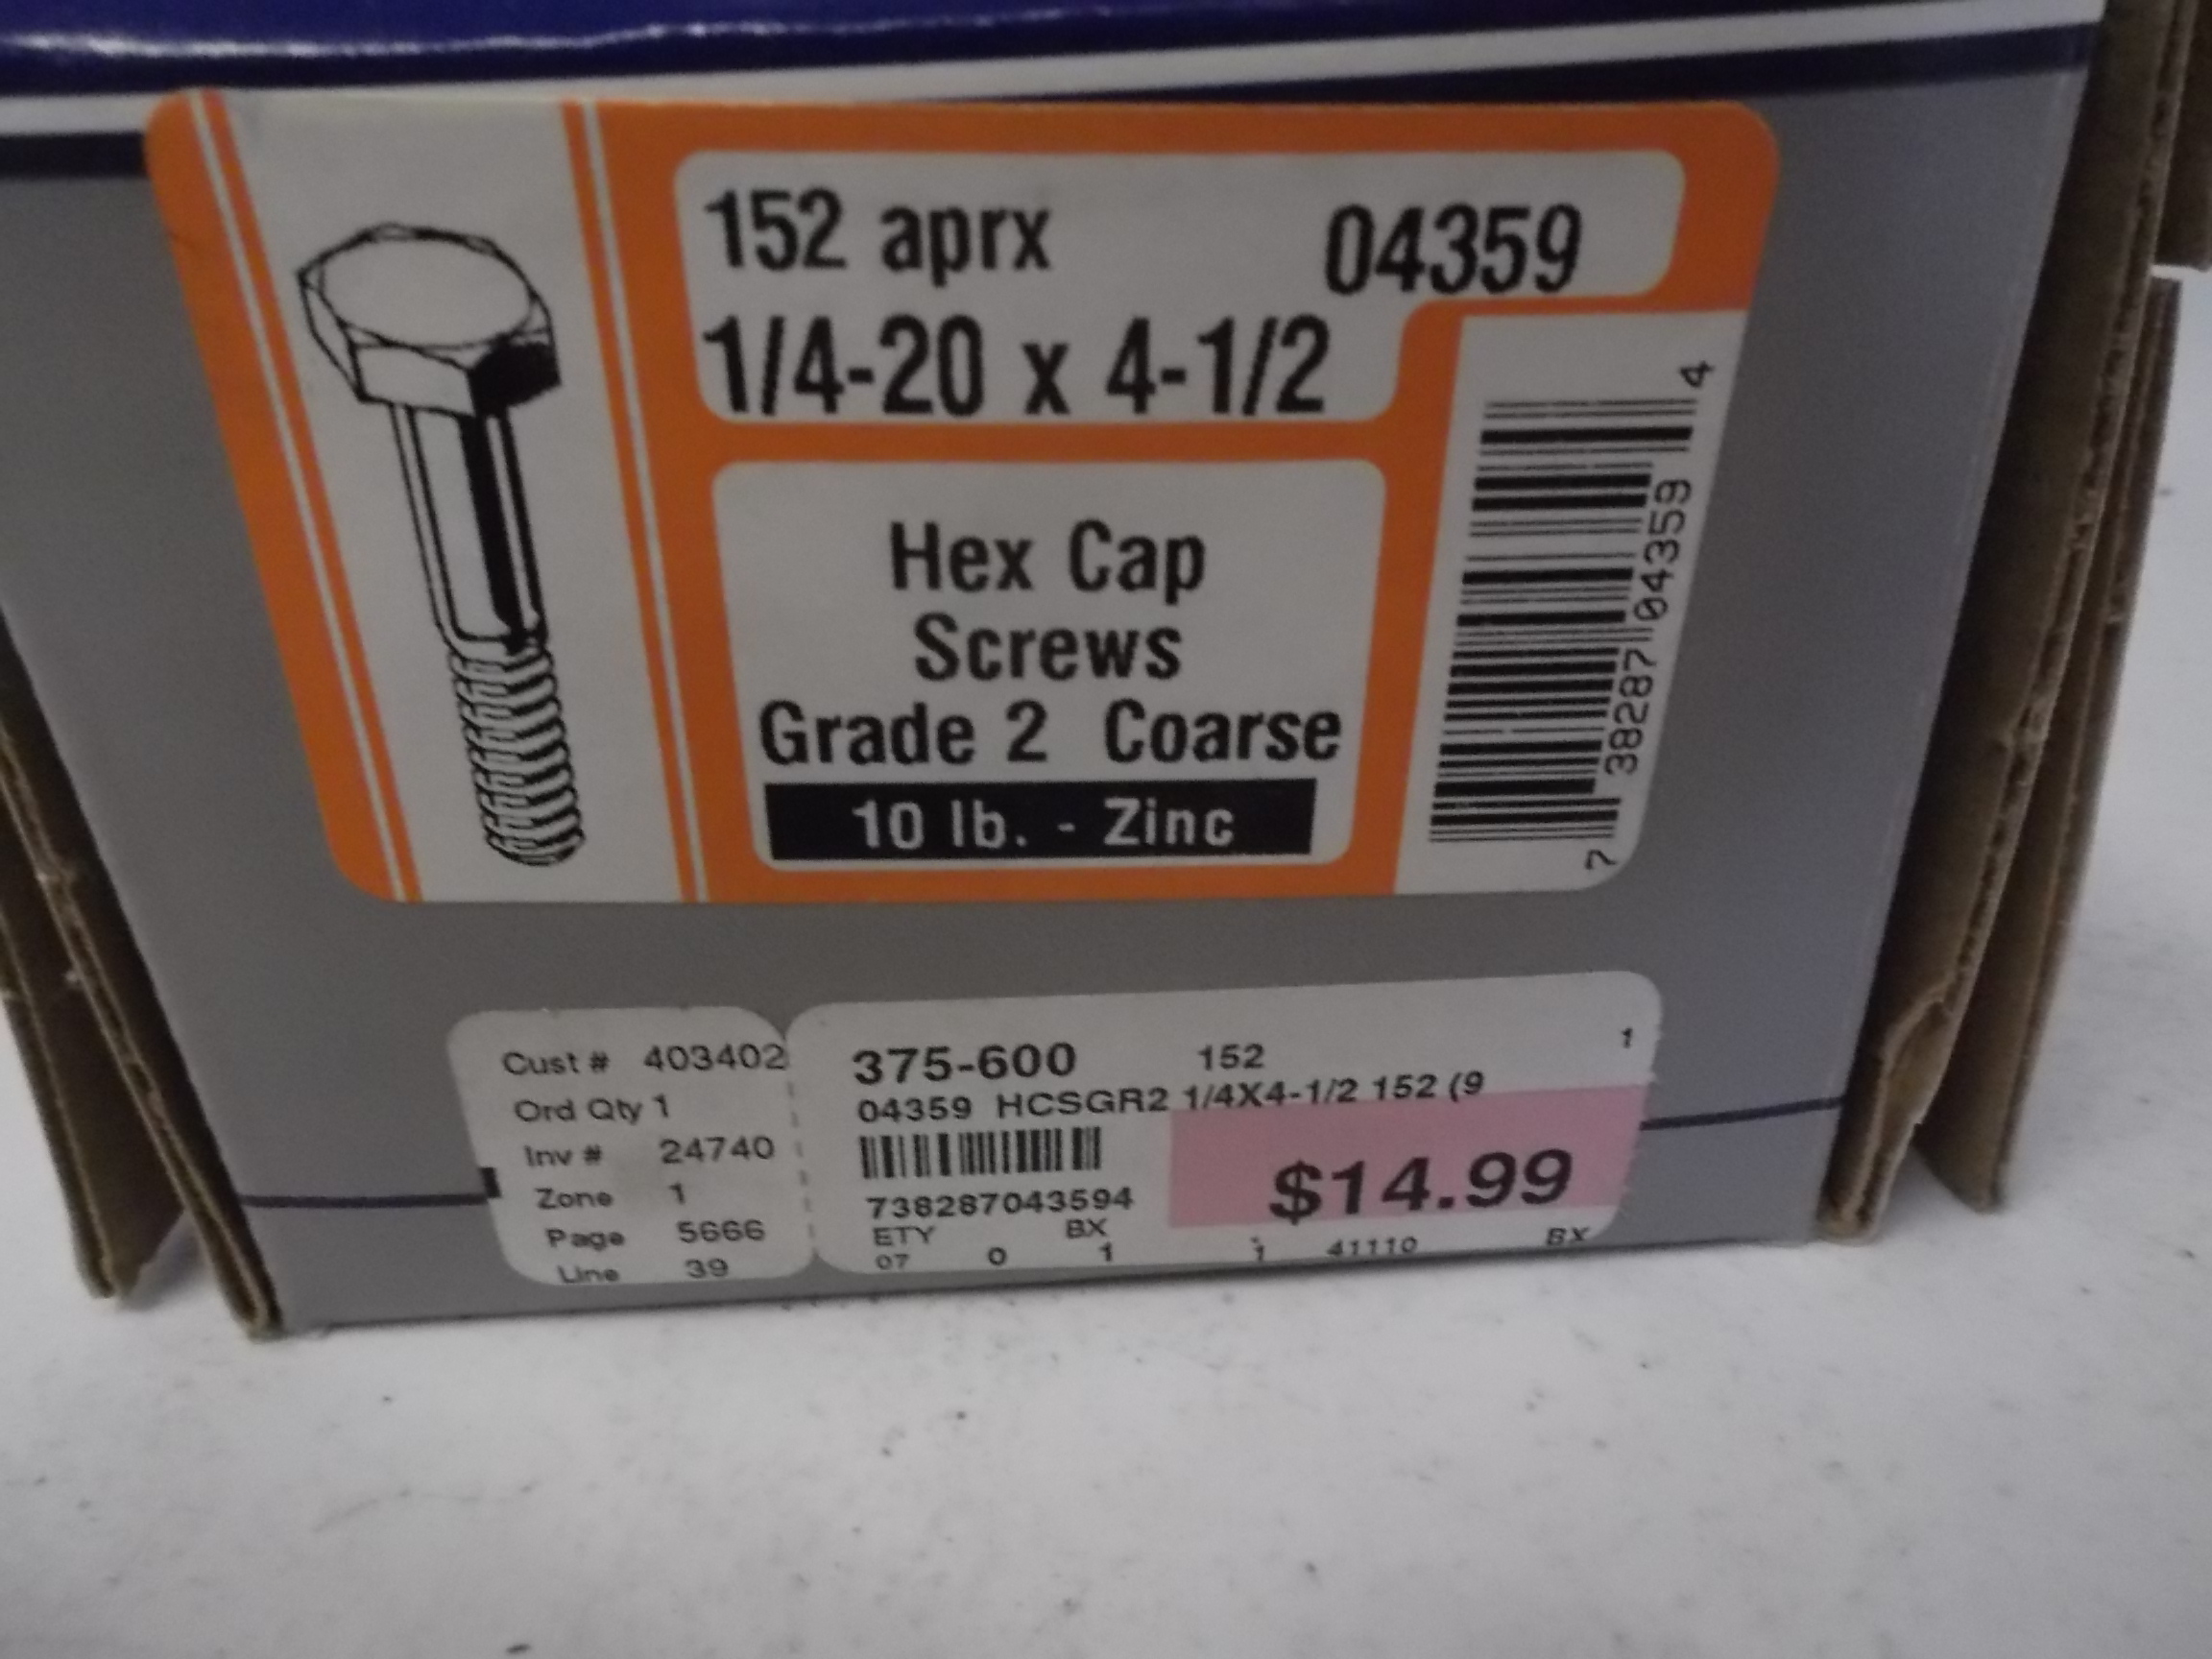 152 aprx 04359
1/4-20 x 4-1/2
Hex Cap
Screws
Grade 2 Coarse
10 lb. - Zinc
7 38287 04359 4
Cust # 403402
Ord Qty 1
Inv # 24740
Zone 1
Page 5666
Line 39
375-600 152 1
04359 HCSGR2 1/4X4-1/2 152 (9
$14.99
738287043594
ETY BX
07 0 1 1 41110 BX